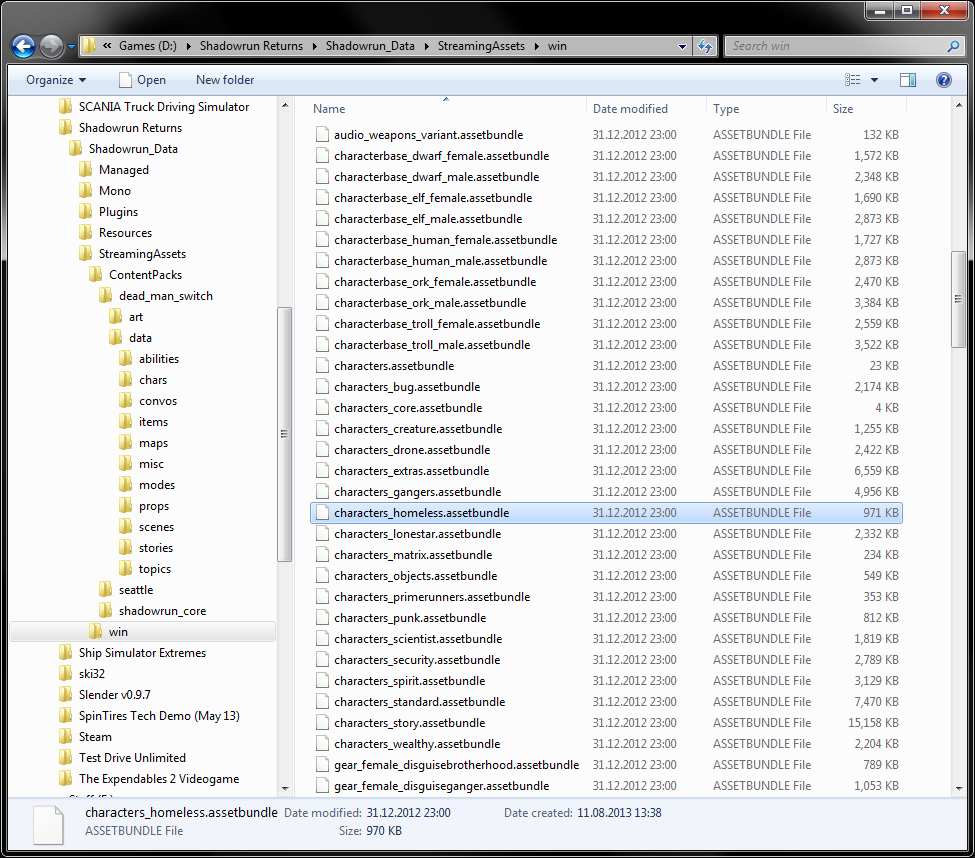 « Games (D:) ▸ Shadowrun Returns ▸ Shadowrun_Data ▸ StreamingAssets ▸ win
Search win
Organize Open New folder
SCANIA Truck Driving Simulator
Shadowrun Returns
Shadowrun_Data
Managed
Mono
Plugins
Resources
StreamingAssets
ContentPacks
dead_man_switch
art
data
abilities
chars
convos
items
maps
misc
modes
props
scenes
stories
topics
seattle
shadowrun_core
win
Ship Simulator Extremes
ski32
Slender v0.9.7
SpinTires Tech Demo (May 13)
Steam
Test Drive Unlimited
The Expendables 2 Videogame
Name Date modified Type Size
audio_weapons_variant.assetbundle 31.12.2012 23:00 ASSETBUNDLE File 132 KB
characterbase_dwarf_female.assetbundle 31.12.2012 23:00 ASSETBUNDLE File 1,572 KB
characterbase_dwarf_male.assetbundle 31.12.2012 23:00 ASSETBUNDLE File 2,348 KB
characterbase_elf_female.assetbundle 31.12.2012 23:00 ASSETBUNDLE File 1,690 KB
characterbase_elf_male.assetbundle 31.12.2012 23:00 ASSETBUNDLE File 2,873 KB
characterbase_human_female.assetbundle 31.12.2012 23:00 ASSETBUNDLE File 1,727 KB
characterbase_human_male.assetbundle 31.12.2012 23:00 ASSETBUNDLE File 2,873 KB
characterbase_ork_female.assetbundle 31.12.2012 23:00 ASSETBUNDLE File 2,470 KB
characterbase_ork_male.assetbundle 31.12.2012 23:00 ASSETBUNDLE File 3,384 KB
characterbase_troll_female.assetbundle 31.12.2012 23:00 ASSETBUNDLE File 2,559 KB
characterbase_troll_male.assetbundle 31.12.2012 23:00 ASSETBUNDLE File 3,522 KB
characters.assetbundle 31.12.2012 23:00 ASSETBUNDLE File 23 KB
characters_bug.assetbundle 31.12.2012 23:00 ASSETBUNDLE File 2,174 KB
characters_core.assetbundle 31.12.2012 23:00 ASSETBUNDLE File 4 KB
characters_creature.assetbundle 31.12.2012 23:00 ASSETBUNDLE File 1,255 KB
characters_drone.assetbundle 31.12.2012 23:00 ASSETBUNDLE File 2,422 KB
characters_extras.assetbundle 31.12.2012 23:00 ASSETBUNDLE File 6,559 KB
characters_gangers.assetbundle 31.12.2012 23:00 ASSETBUNDLE File 4,956 KB
characters_homeless.assetbundle 31.12.2012 23:00 ASSETBUNDLE File 971 KB
characters_lonestar.assetbundle 31.12.2012 23:00 ASSETBUNDLE File 2,332 KB
characters_matrix.assetbundle 31.12.2012 23:00 ASSETBUNDLE File 234 KB
characters_objects.assetbundle 31.12.2012 23:00 ASSETBUNDLE File 549 KB
characters_primerunners.assetbundle 31.12.2012 23:00 ASSETBUNDLE File 353 KB
characters_punk.assetbundle 31.12.2012 23:00 ASSETBUNDLE File 812 KB
characters_scientist.assetbundle 31.12.2012 23:00 ASSETBUNDLE File 1,819 KB
characters_security.assetbundle 31.12.2012 23:00 ASSETBUNDLE File 2,789 KB
characters_spirit.assetbundle 31.12.2012 23:00 ASSETBUNDLE File 3,129 KB
characters_standard.assetbundle 31.12.2012 23:00 ASSETBUNDLE File 7,470 KB
characters_story.assetbundle 31.12.2012 23:00 ASSETBUNDLE File 15,158 KB
characters_wealthy.assetbundle 31.12.2012 23:00 ASSETBUNDLE File 2,204 KB
gear_female_disguisebrotherhood.assetbundle 31.12.2012 23:00 ASSETBUNDLE File 789 KB
gear_female_disguiseganger.assetbundle 31.12.2012 23:00 ASSETBUNDLE File 1,053 KB
characters_homeless.assetbundle Date modified: 31.12.2012 23:00 Date created: 11.08.2013 13:38
ASSETBUNDLE File Size: 970 KB